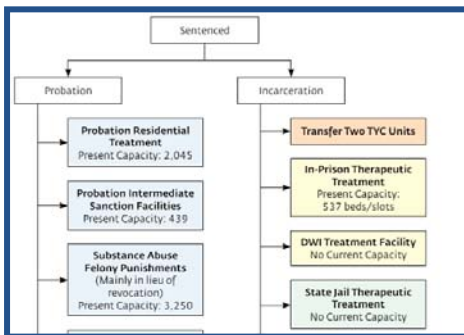 Sentenced
Probation
Incarceration
Probation Residential
Treatment
Present Capacity: 2,045
Transfer Two TYC Units
In-Prison Therapeutic
Treatment
Present Capacity:
537 beds/slots
Probation Intermediate
Sanction Facilities
Present Capacity: 439
DWI Treatment Facility
No Current Capacity
Substance Abuse
Felony Punishments
(Mainly in lieu of
revocation)
Present Capacity: 3,250
State Jail Therapeutic
Treatment
No Current Capacity